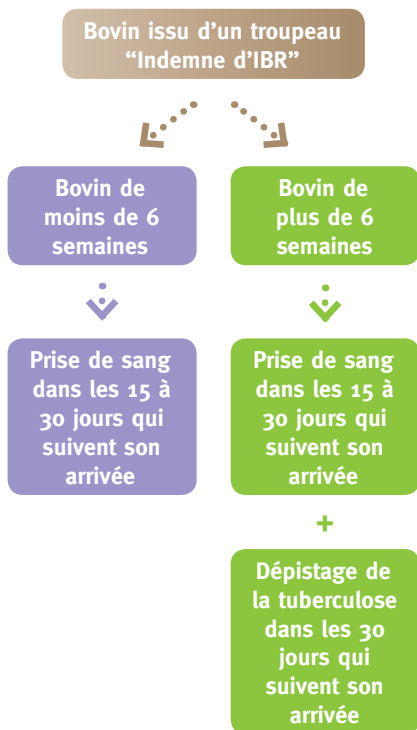 Bovin issu d'un troupeau
“Indemne d'IBR”
Bovin de
moins de 6
semaines
Bovin de
plus de 6
semaines
Prise de sang
dans les 15 à
30 jours qui
suivent son
arrivée
Prise de sang
dans les 15 à
30 jours qui
suivent son
arrivée
+
Dépistage de
la tuberculose
dans les 30
jours qui
suivent son
arrivée